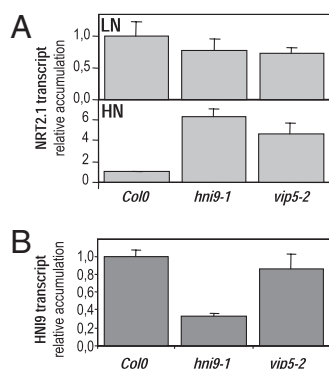 A
LN
1,0
0,5
0,0
HN
6
4
2
0
NRT2.1 transcript
relative accumulation
Col0 hni9-1 vip5-2
B
1,0
0,8
0,6
0,4
0,2
0,0
HNI9 transcript
relative accumulation
Col0 hni9-1 vip5-2